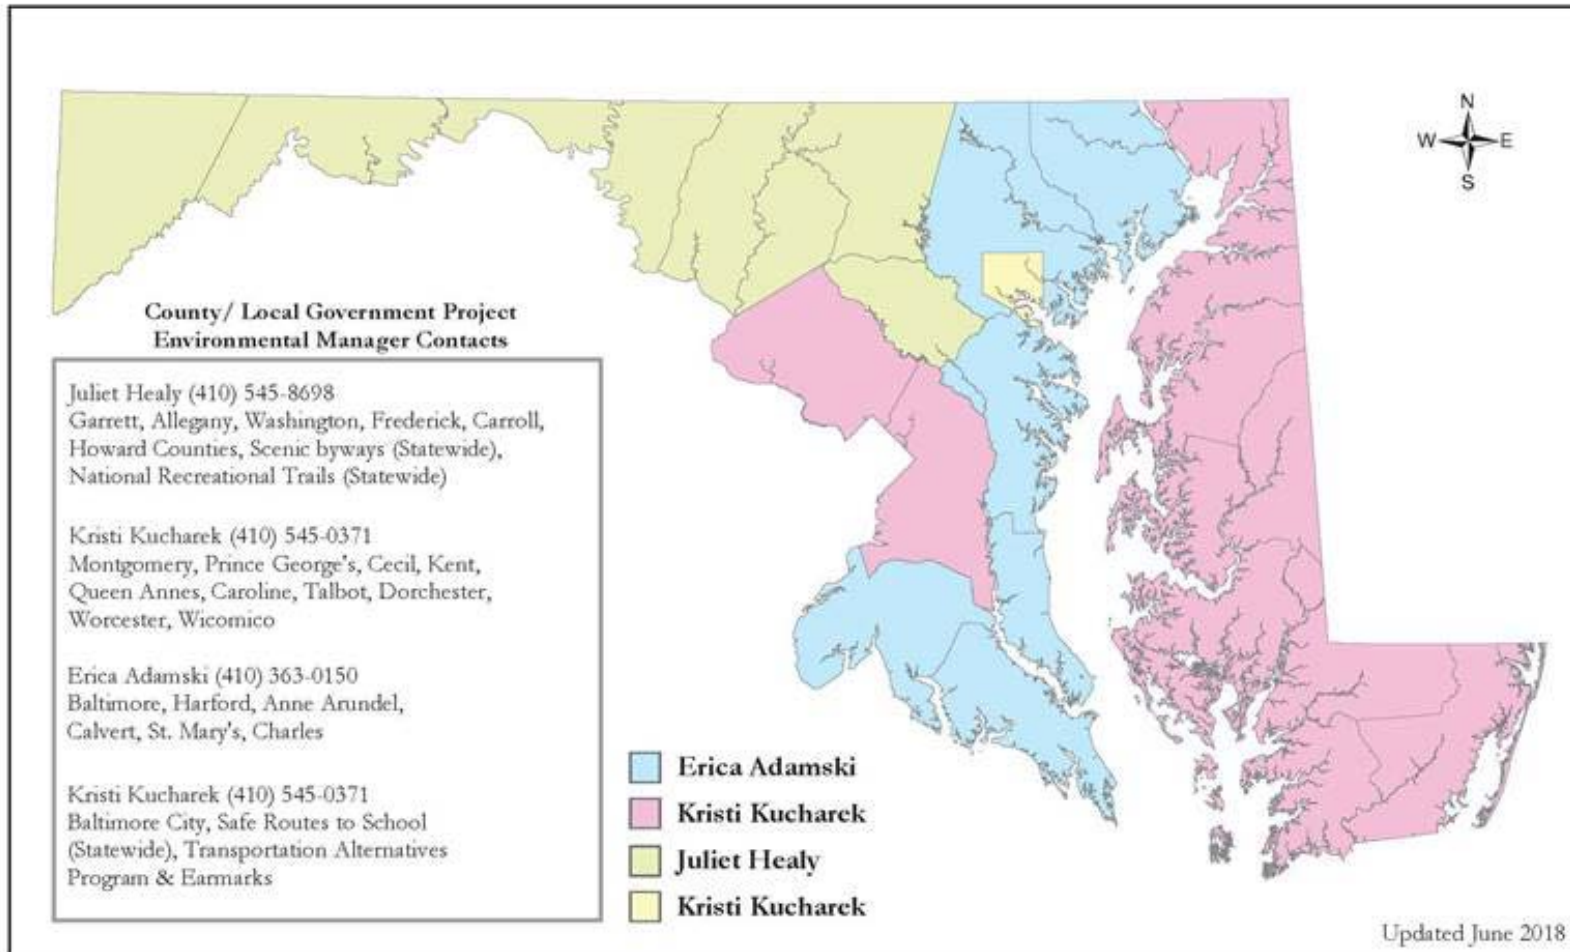 N
W E
S
County/ Local Government Project
Environmental Manager Contacts
Juliet Healy (410) 545-8698
Garrett, Allegany, Washington, Frederick, Carroll,
Howard Counties, Scenic byways (Statewide),
National Recreational Trails (Statewide)
Kristi Kucharek (410) 545-0371
Montgomery, Prince George's, Cecil, Kent,
Queen Annes, Caroline, Talbot, Dorchester,
Worcester, Wicomico
Erica Adamski (410) 363-0150
Baltimore, Harford, Anne Arundel,
Calvert, St. Mary's, Charles
Kristi Kucharek (410) 545-0371
Baltimore City, Safe Routes to School
(Statewide), Transportation Alternatives
Program & Earmarks
Erica Adamski
Kristi Kucharek
Juliet Healy
Kristi Kucharek
Updated June 2018